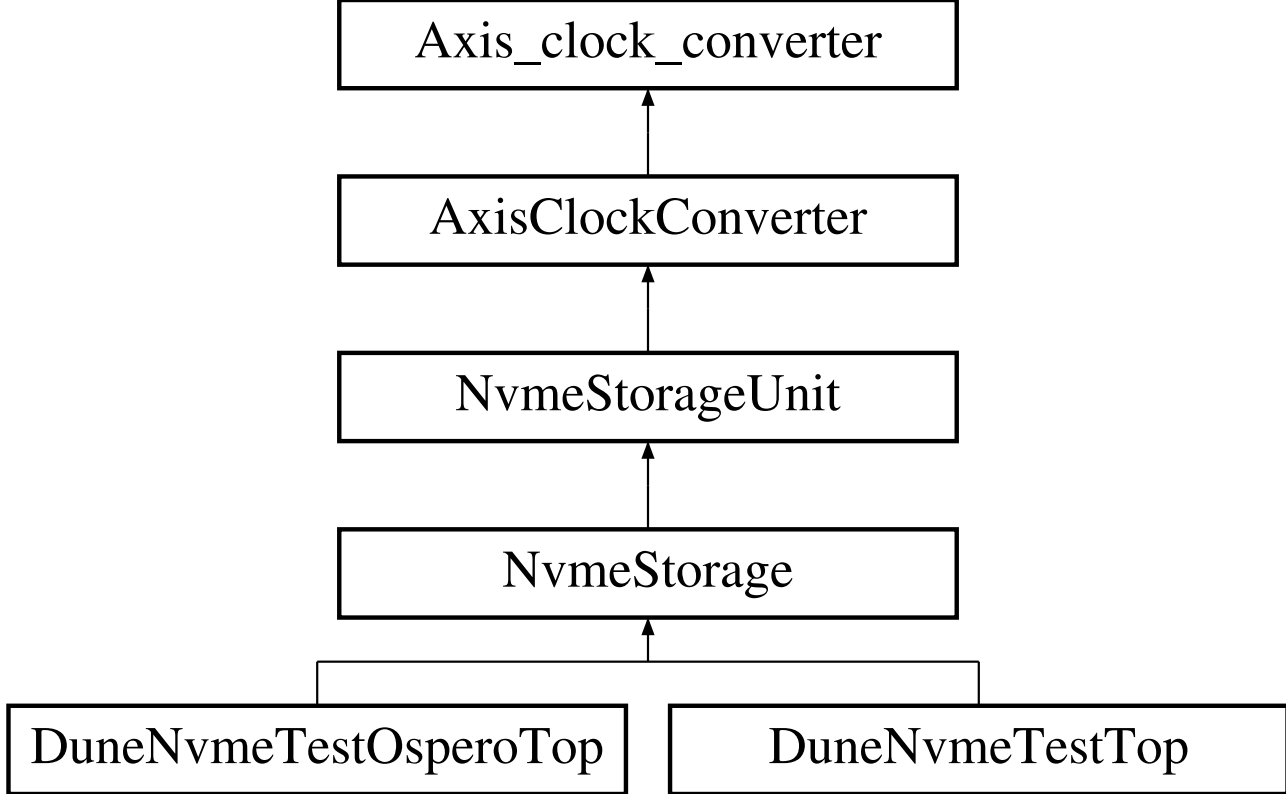 Axis_clock_converter
AxisClockConverter
NvmeStorageUnit
NvmeStorage
DuneNvmeTestOsperoTop
DuneNvmeTestTop